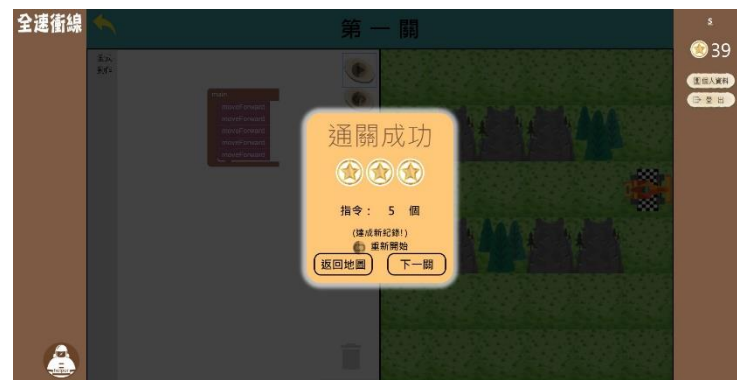 全速衝線
第一關
s
39
個人資料
登出
main
moveForward
moveForward
moveForward
moveForward
moveForward
通關成功
指令： 5 個
(達成新紀錄!)
重新開始
返回地圖
下一關